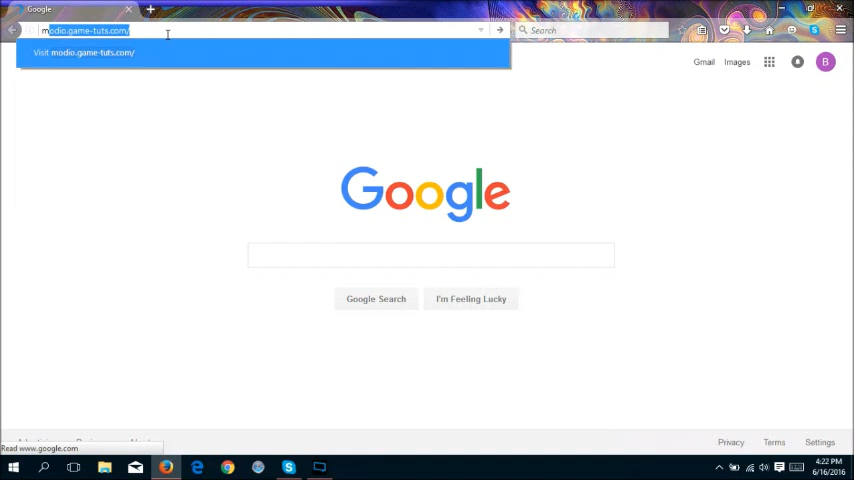 Google
modio.game-tuts.com/
Search
Visit modio.game-tuts.com/
Gmail Images B
Google
Google Search I'm Feeling Lucky
Read www.google.com
Privacy Terms Settings
4:22 PM
6/16/2016